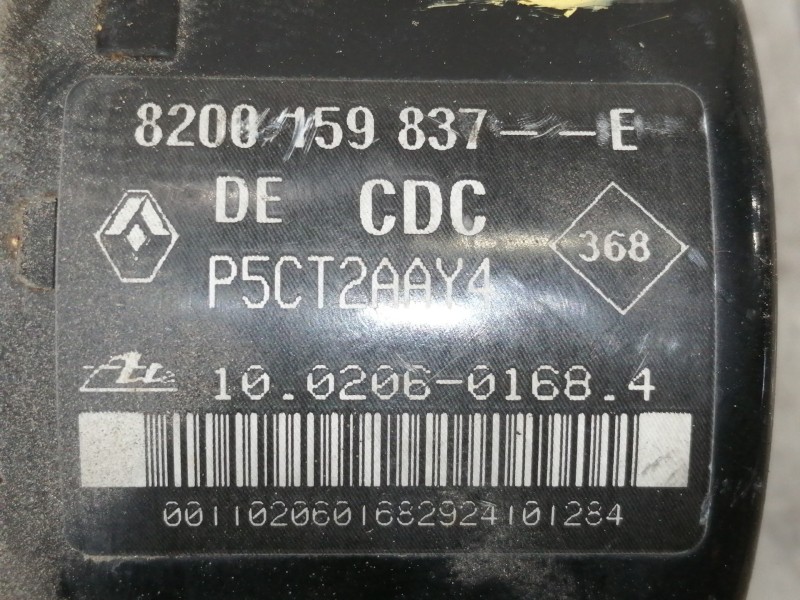 8200 159 837---E
DE CDC
368
P5CT2AAY4
10.0206-0168.4
0011020601682924101284